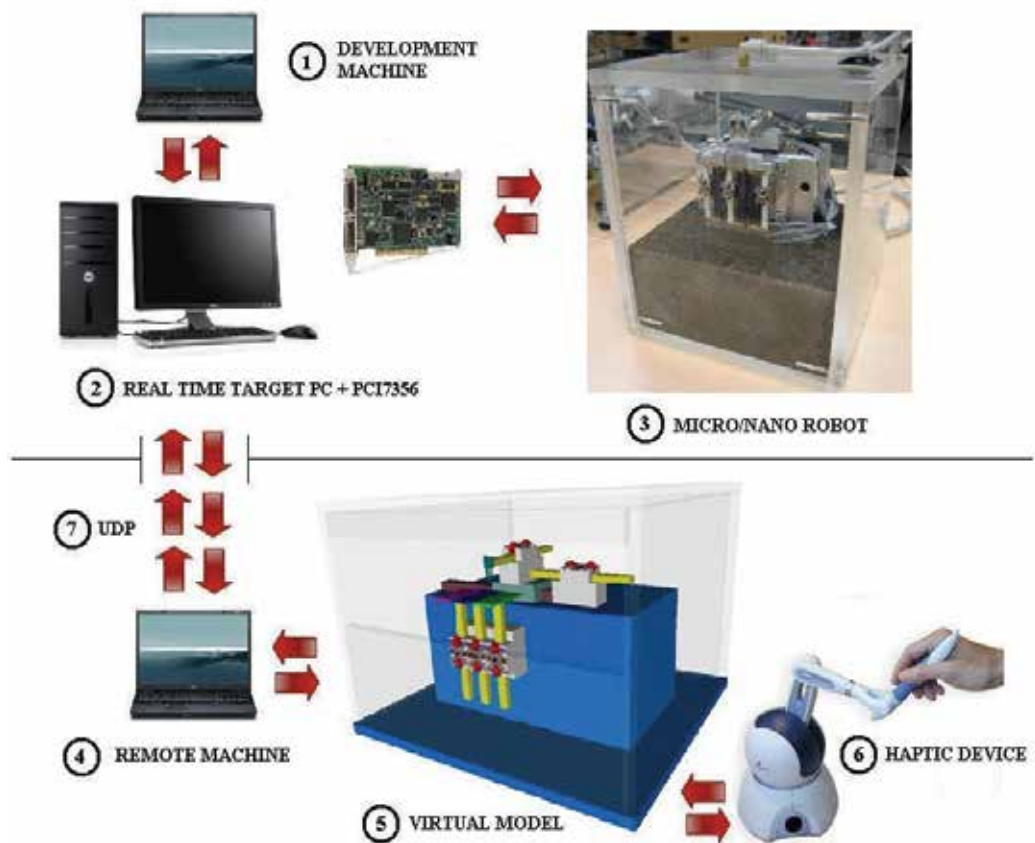 1 DEVELOPMENT
MACHINE
2 REAL TIME TARGET PC + PCI7356
3 MICRO/NANO ROBOT
7 UDP
4 REMOTE MACHINE
5 VIRTUAL MODEL
6 HAPTIC DEVICE